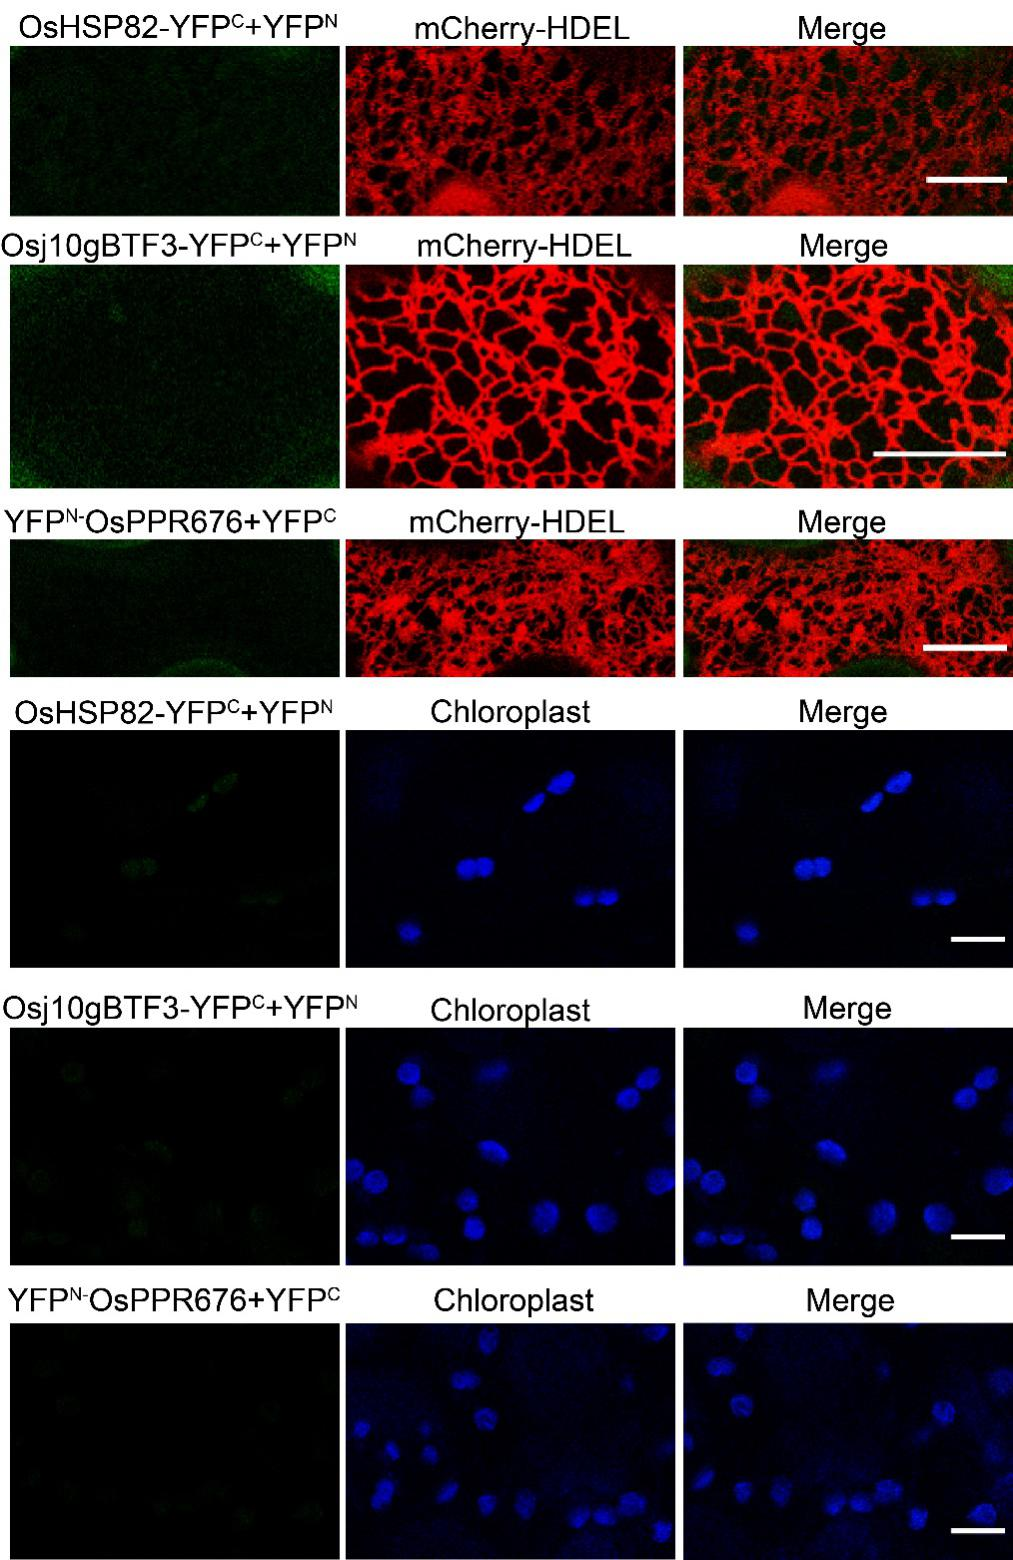 OsHSP82-YFPᶜ+YFPᴺ mCherry-HDEL Merge
Osj10gBTF3-YFPᶜ+YFPᴺ mCherry-HDEL Merge
YFPᴺ⁻OsPPR676+YFPᶜ mCherry-HDEL Merge
OsHSP82-YFPᶜ+YFPᴺ Chloroplast Merge
Osj10gBTF3-YFPᶜ+YFPᴺ Chloroplast Merge
YFPᴺ⁻OsPPR676+YFPᶜ Chloroplast Merge